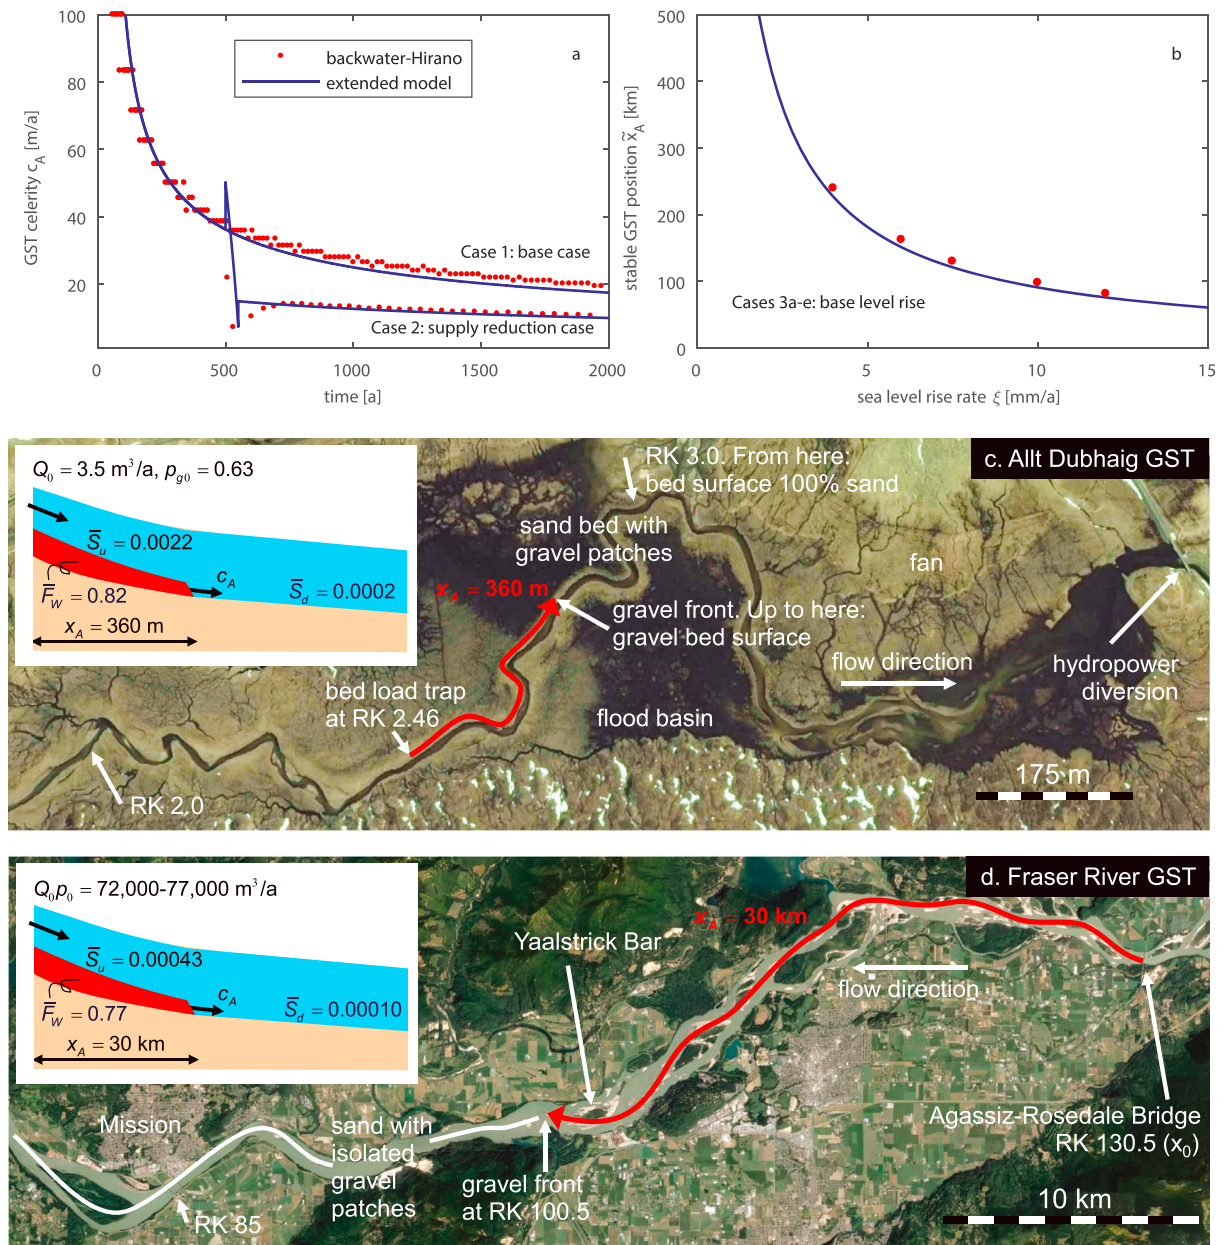 100
80
60
40
20
0
500
1000
1500
2000
GST celerity c_A [m/a]
time [a]
a
backwater-Hirano
extended model
Case 1: base case
Case 2: supply reduction case
500
400
300
200
100
0
0
5
10
15
stable GST position x̃_A [km]
sea level rise rate ξ [mm/a]
b
Cases 3a-e: base level rise
c. Allt Dubhaig GST
Q₀ = 3.5 m³/a, p_g0 = 0.63
S̅_u = 0.0022
F̅_W = 0.82
c_A
S̅_d = 0.0002
x_A = 360 m
RK 3.0. From here:
bed surface 100% sand
sand bed with
gravel patches
fan
x_A = 360 m
gravel front. Up to here:
gravel bed surface
flow direction
hydropower
diversion
bed load trap
at RK 2.46
flood basin
RK 2.0
175 m
d. Fraser River GST
Q₀p₀ = 72,000-77,000 m³/a
S̅_u = 0.00043
F̅_W = 0.77
c_A
S̅_d = 0.00010
x_A = 30 km
x_A = 30 km
Yaalstrick Bar
flow direction
Agassiz-Rosedale Bridge
RK 130.5 (x₀)
Mission
sand with
isolated
gravel
patches
gravel front
at RK 100.5
RK 85
10 km